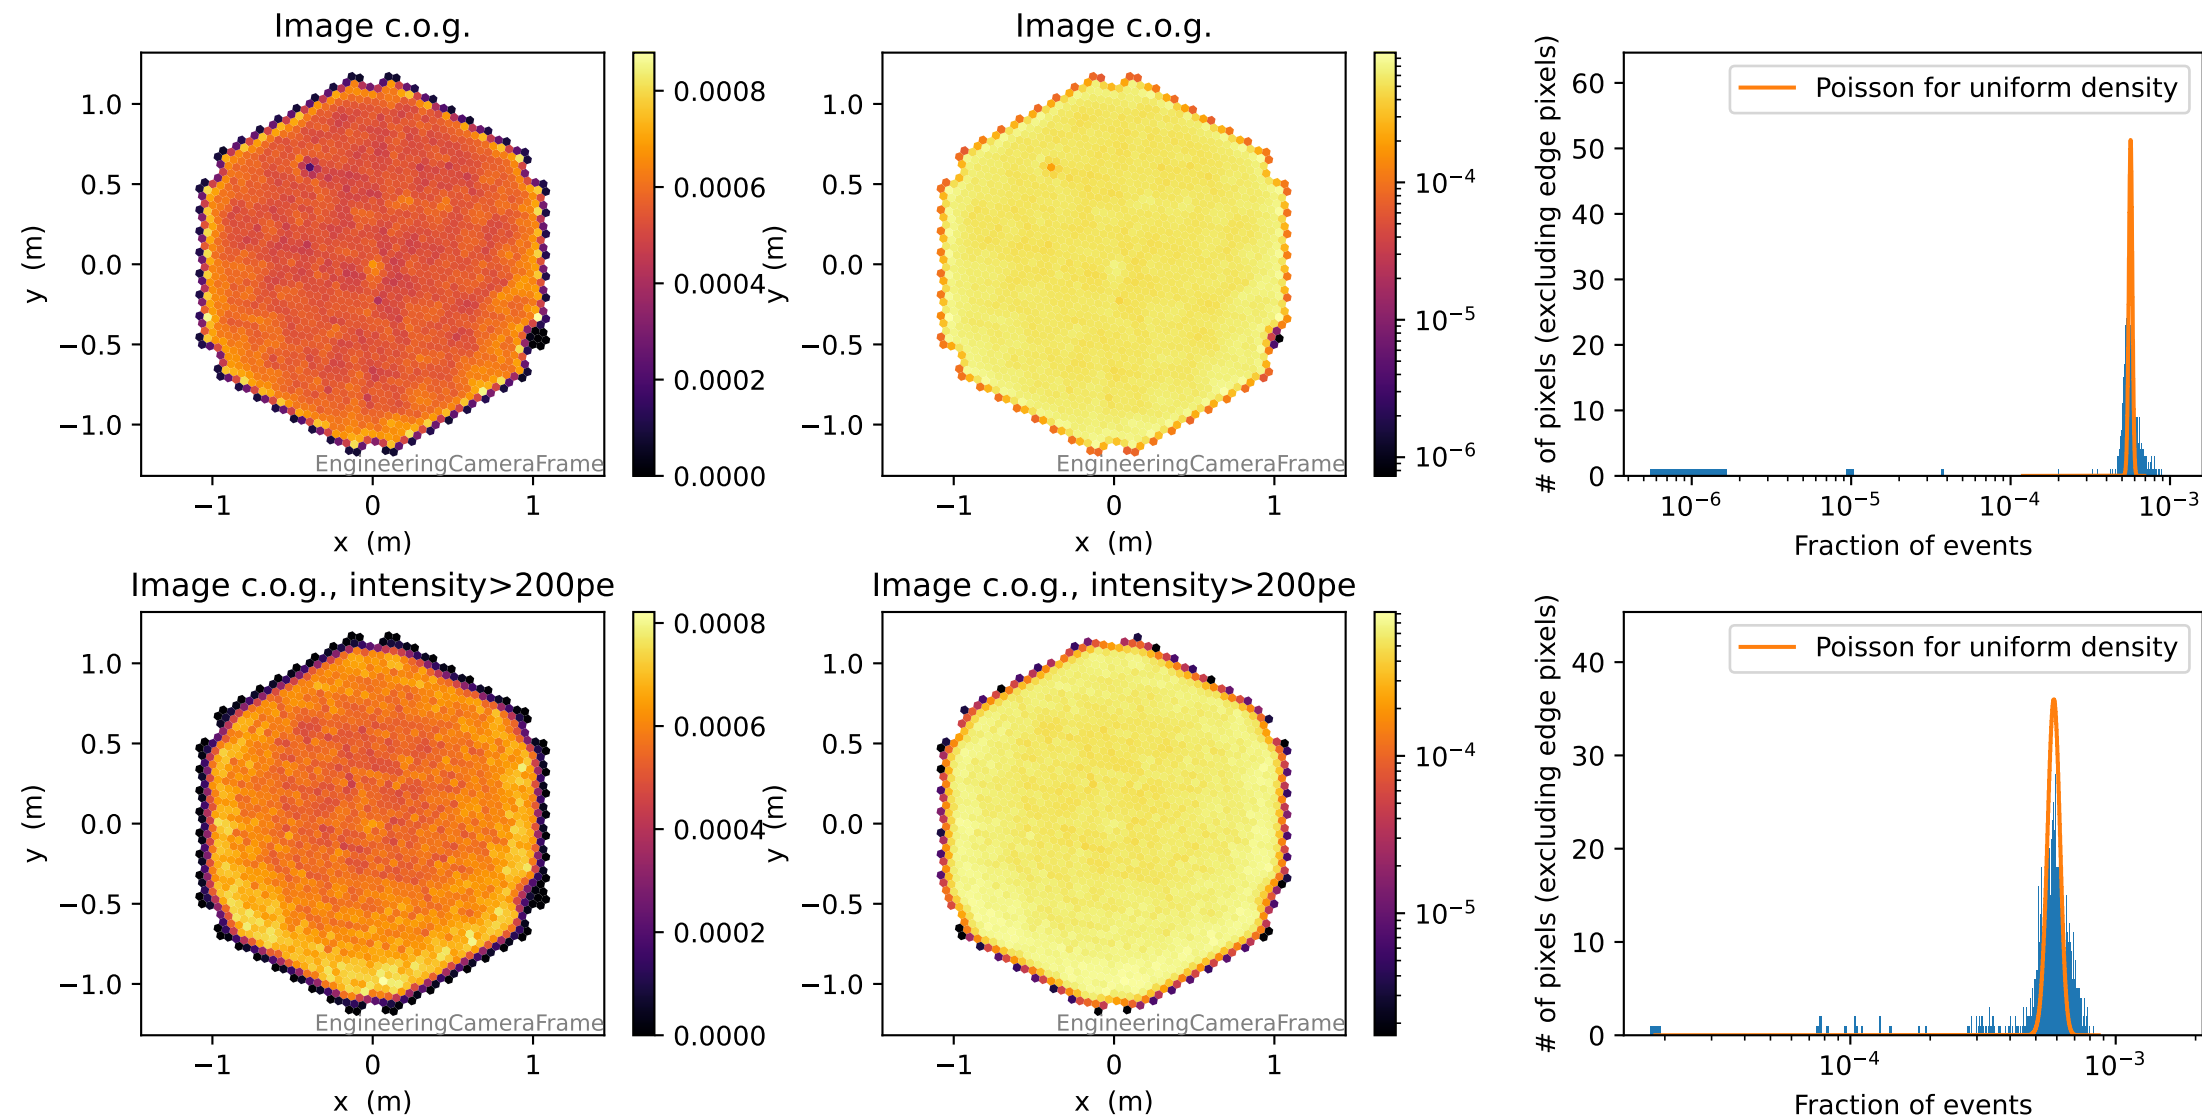 Image c.o.g.
1.0
0.5
0.0
−0.5
−1.0
y (m)
−1
0
1
x (m)
EngineeringCameraFrame
0.0008
0.0006
0.0004
0.0002
0.0000
Image c.o.g.
1.0
0.5
0.0
−0.5
−1.0
y (m)
−1
0
1
x (m)
EngineeringCameraFrame
10⁻⁴
10⁻⁵
10⁻⁶
Poisson for uniform density
60
50
40
30
20
10
0
# of pixels (excluding edge pixels)
10⁻⁶
10⁻⁵
10⁻⁴
10⁻³
Fraction of events
Image c.o.g., intensity>200pe
1.0
0.5
0.0
−0.5
−1.0
y (m)
−1
0
1
x (m)
EngineeringCameraFrame
0.0008
0.0006
0.0004
0.0002
0.0000
Image c.o.g., intensity>200pe
1.0
0.5
0.0
−0.5
−1.0
y (m)
−1
0
1
x (m)
EngineeringCameraFrame
10⁻⁴
10⁻⁵
Poisson for uniform density
40
30
20
10
0
# of pixels (excluding edge pixels)
10⁻⁴
10⁻³
Fraction of events